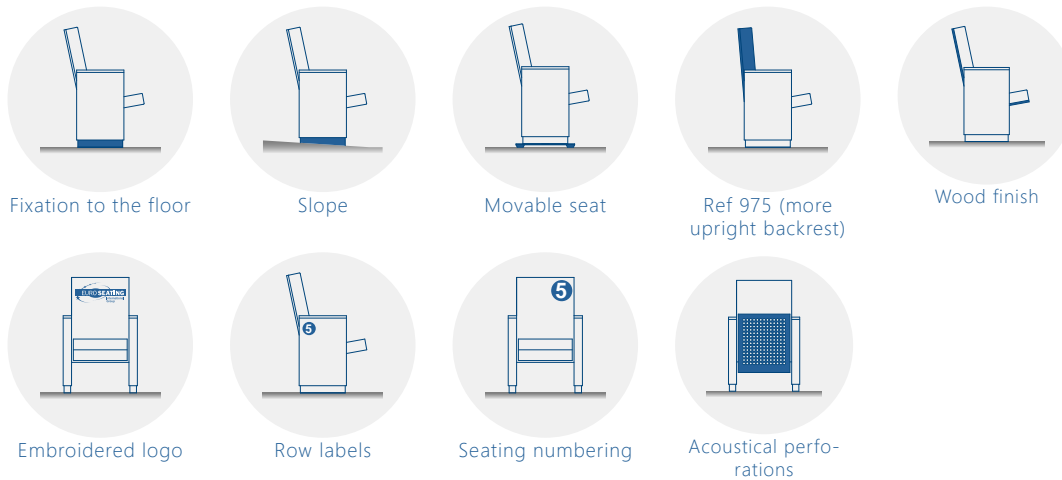 Fixation to the floor
Slope
Movable seat
Ref 975 (more
upright backrest)
Wood finish
EURO SEATING
5
5
Embroidered logo
Row labels
Seating numbering
Acoustical perfo-
rations